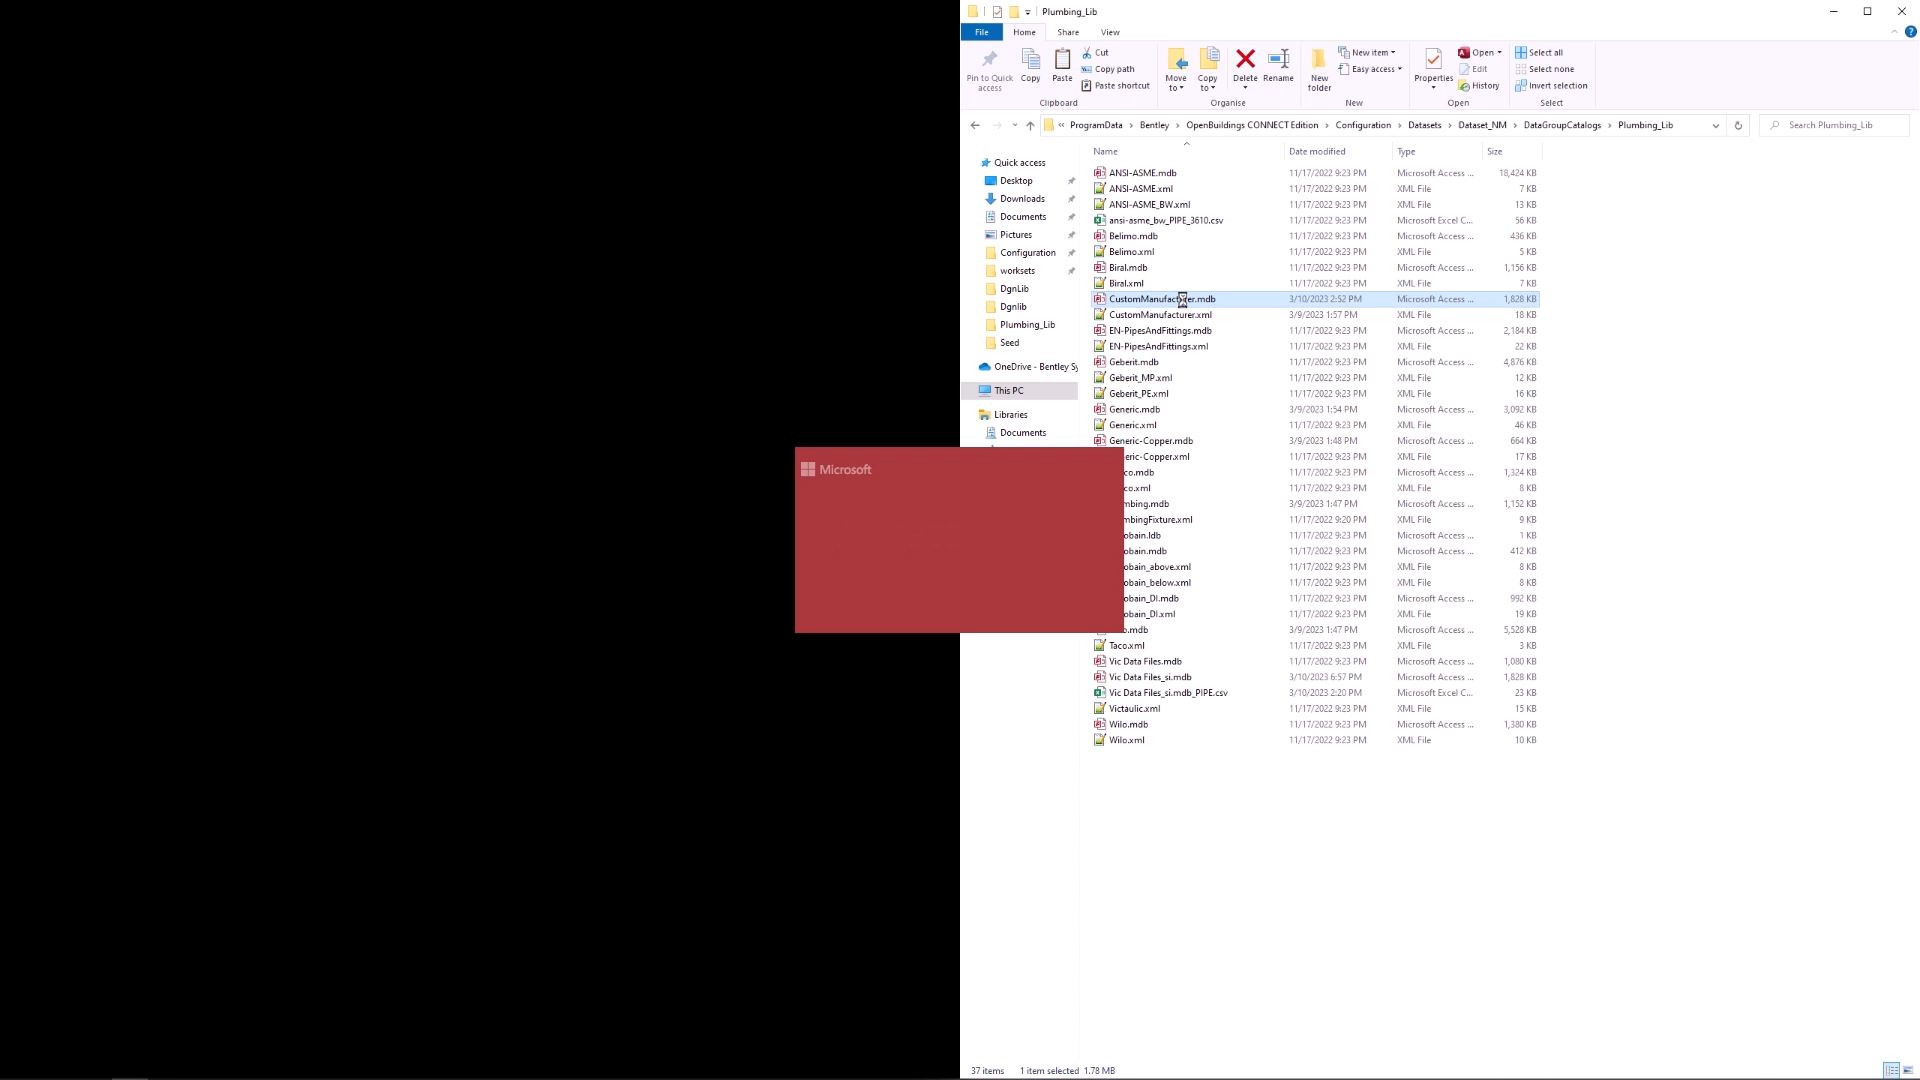 Plumbing_Lib
File Home Share View
Pin to Quick access
Copy
Paste
Cut
Copy path
Paste shortcut
Move to
Copy to
Delete
Rename
New folder
New item
Easy access
Properties
Open
Edit
History
Select all
Select none
Invert selection
Clipboard Organise New Open Select
« ProgramData > Bentley > OpenBuildings CONNECT Edition > Configuration > Datasets > Dataset_NM > DataGroupCatalogs > Plumbing_Lib
Search Plumbing_Lib
Quick access
Desktop
Downloads
Documents
Pictures
Configuration
worksets
DgnLib
Dgnlib
Plumbing_Lib
Seed
OneDrive - Bentley Sy
This PC
Libraries
Documents
Microsoft
Name Date modified Type Size
ANSI-ASME.mdb 11/17/2022 9:23 PM Microsoft Access ... 18,424 KB
ANSI-ASME.xml 11/17/2022 9:23 PM XML File 7 KB
ANSI-ASME_BW.xml 11/17/2022 9:23 PM XML File 13 KB
ansi-asme_bw_PIPE_3610.csv 11/17/2022 9:23 PM Microsoft Excel C... 56 KB
Belimo.mdb 11/17/2022 9:23 PM Microsoft Access ... 436 KB
Belimo.xml 11/17/2022 9:23 PM XML File 5 KB
Biral.mdb 11/17/2022 9:23 PM Microsoft Access ... 1,156 KB
Biral.xml 11/17/2022 9:23 PM XML File 7 KB
CustomManufacturer.mdb 3/10/2023 2:52 PM Microsoft Access ... 1,828 KB
CustomManufacturer.xml 3/9/2023 1:57 PM XML File 18 KB
EN-PipesAndFittings.mdb 11/17/2022 9:23 PM Microsoft Access ... 2,184 KB
EN-PipesAndFittings.xml 11/17/2022 9:23 PM XML File 22 KB
Geberit.mdb 11/17/2022 9:23 PM Microsoft Access ... 4,876 KB
Geberit_MP.xml 11/17/2022 9:23 PM XML File 12 KB
Geberit_PE.xml 11/17/2022 9:23 PM XML File 16 KB
Generic.mdb 3/9/2023 1:54 PM Microsoft Access ... 3,092 KB
Generic.xml 11/17/2022 9:23 PM XML File 46 KB
Generic-Copper.mdb 3/9/2023 1:48 PM Microsoft Access ... 664 KB
eric-Copper.xml 11/17/2022 9:23 PM XML File 17 KB
co.mdb 11/17/2022 9:23 PM Microsoft Access ... 1,324 KB
co.xml 11/17/2022 9:23 PM XML File 8 KB
mbing.mdb 3/9/2023 1:47 PM Microsoft Access ... 1,152 KB
mbingFixture.xml 11/17/2022 9:20 PM XML File 9 KB
obain.ldb 11/17/2022 9:23 PM Microsoft Access ... 1 KB
obain.mdb 11/17/2022 9:23 PM Microsoft Access ... 412 KB
obain_above.xml 11/17/2022 9:23 PM XML File 8 KB
obain_below.xml 11/17/2022 9:23 PM XML File 8 KB
obain_DI.mdb 11/17/2022 9:23 PM Microsoft Access ... 992 KB
obain_DI.xml 11/17/2022 9:23 PM XML File 19 KB
o.mdb 3/9/2023 1:47 PM Microsoft Access ... 5,528 KB
Taco.xml 11/17/2022 9:23 PM XML File 3 KB
Vic Data Files.mdb 11/17/2022 9:23 PM Microsoft Access ... 1,080 KB
Vic Data Files_si.mdb 3/10/2023 6:57 PM Microsoft Access ... 1,828 KB
Vic Data Files_si.mdb_PIPE.csv 3/10/2023 2:20 PM Microsoft Excel C... 23 KB
Victaulic.xml 11/17/2022 9:23 PM XML File 15 KB
Wilo.mdb 11/17/2022 9:23 PM Microsoft Access ... 1,380 KB
Wilo.xml 11/17/2022 9:23 PM XML File 10 KB
37 items 1 item selected 1.78 MB